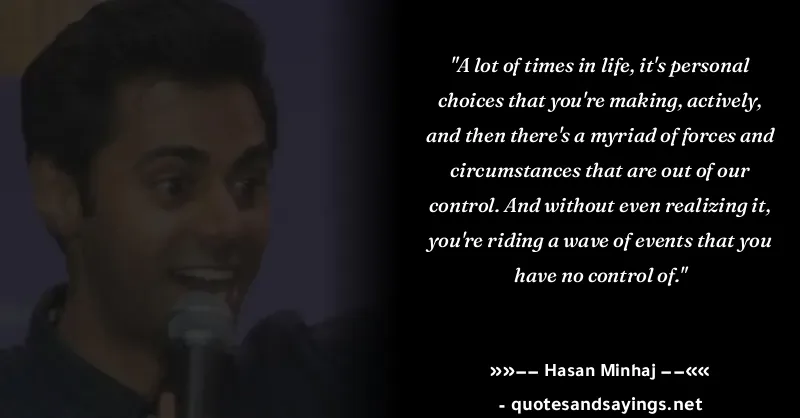 "A lot of times in life, it's personal
choices that you're making, actively,
and then there's a myriad of forces and
circumstances that are out of our
control. And without even realizing it,
you're riding a wave of events that you
have no control of."
»»−− Hasan Minhaj −−««
- quotesandsayings.net